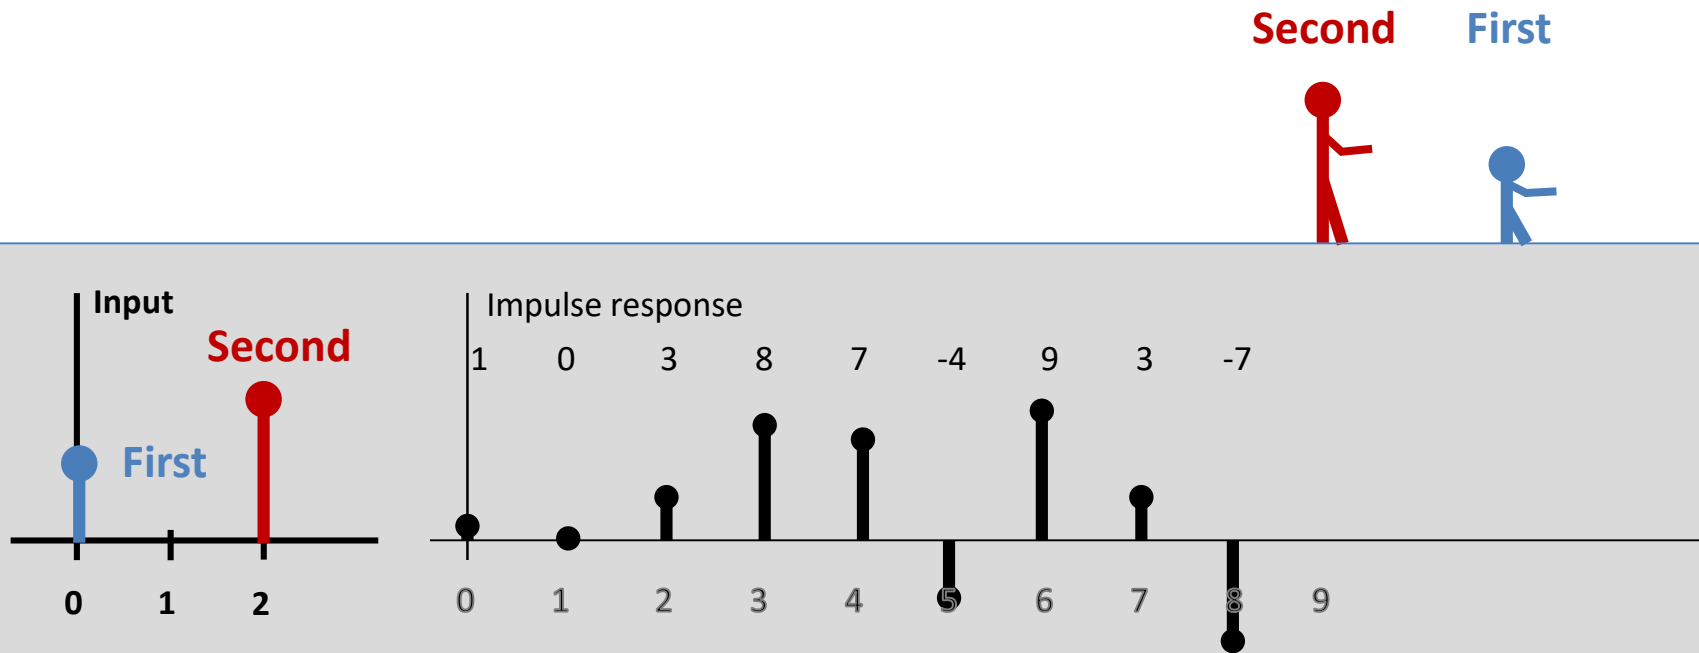 Second First
Input
Second
First
0 1 2
Impulse response
1 0 3 8 7 -4 9 3 -7
0 1 2 3 4 5 6 7 8 9